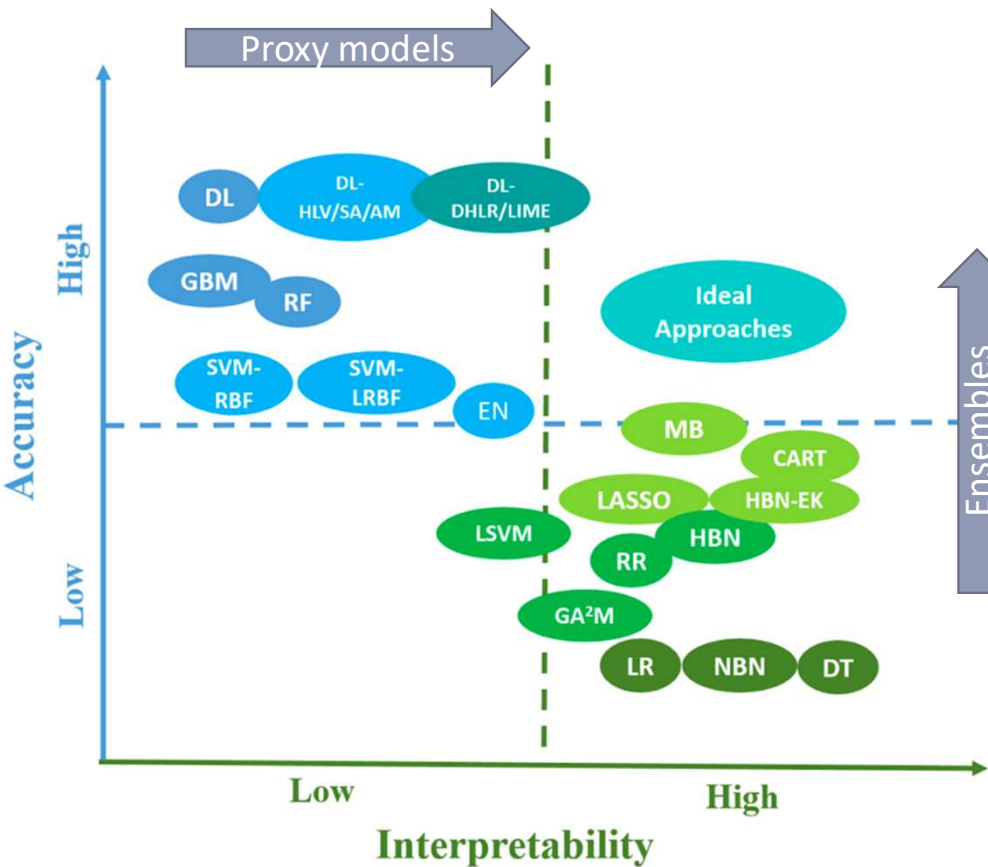 Proxy models
DL
DL-
HLV/SA/AM
DL-
DHLR/LIME
GBM
RF
Ideal
Approaches
SVM-
RBF
SVM-
LRBF
EN
MB
CART
LASSO
HBN-EK
LSVM
HBN
RR
GA²M
LR
NBN
DT
High
Low
Accuracy
Ensembles
Low
High
Interpretability